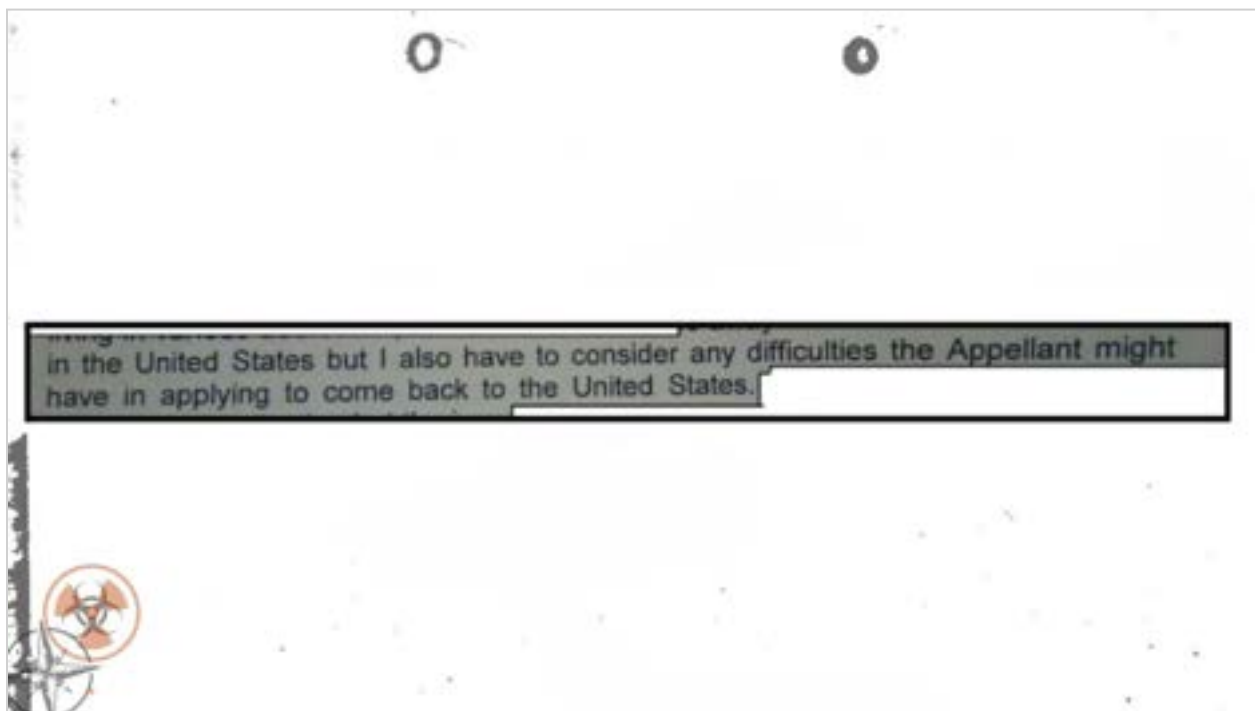 in the United States but I also have to consider any difficulties the Appellant might
have in applying to come back to the United States.